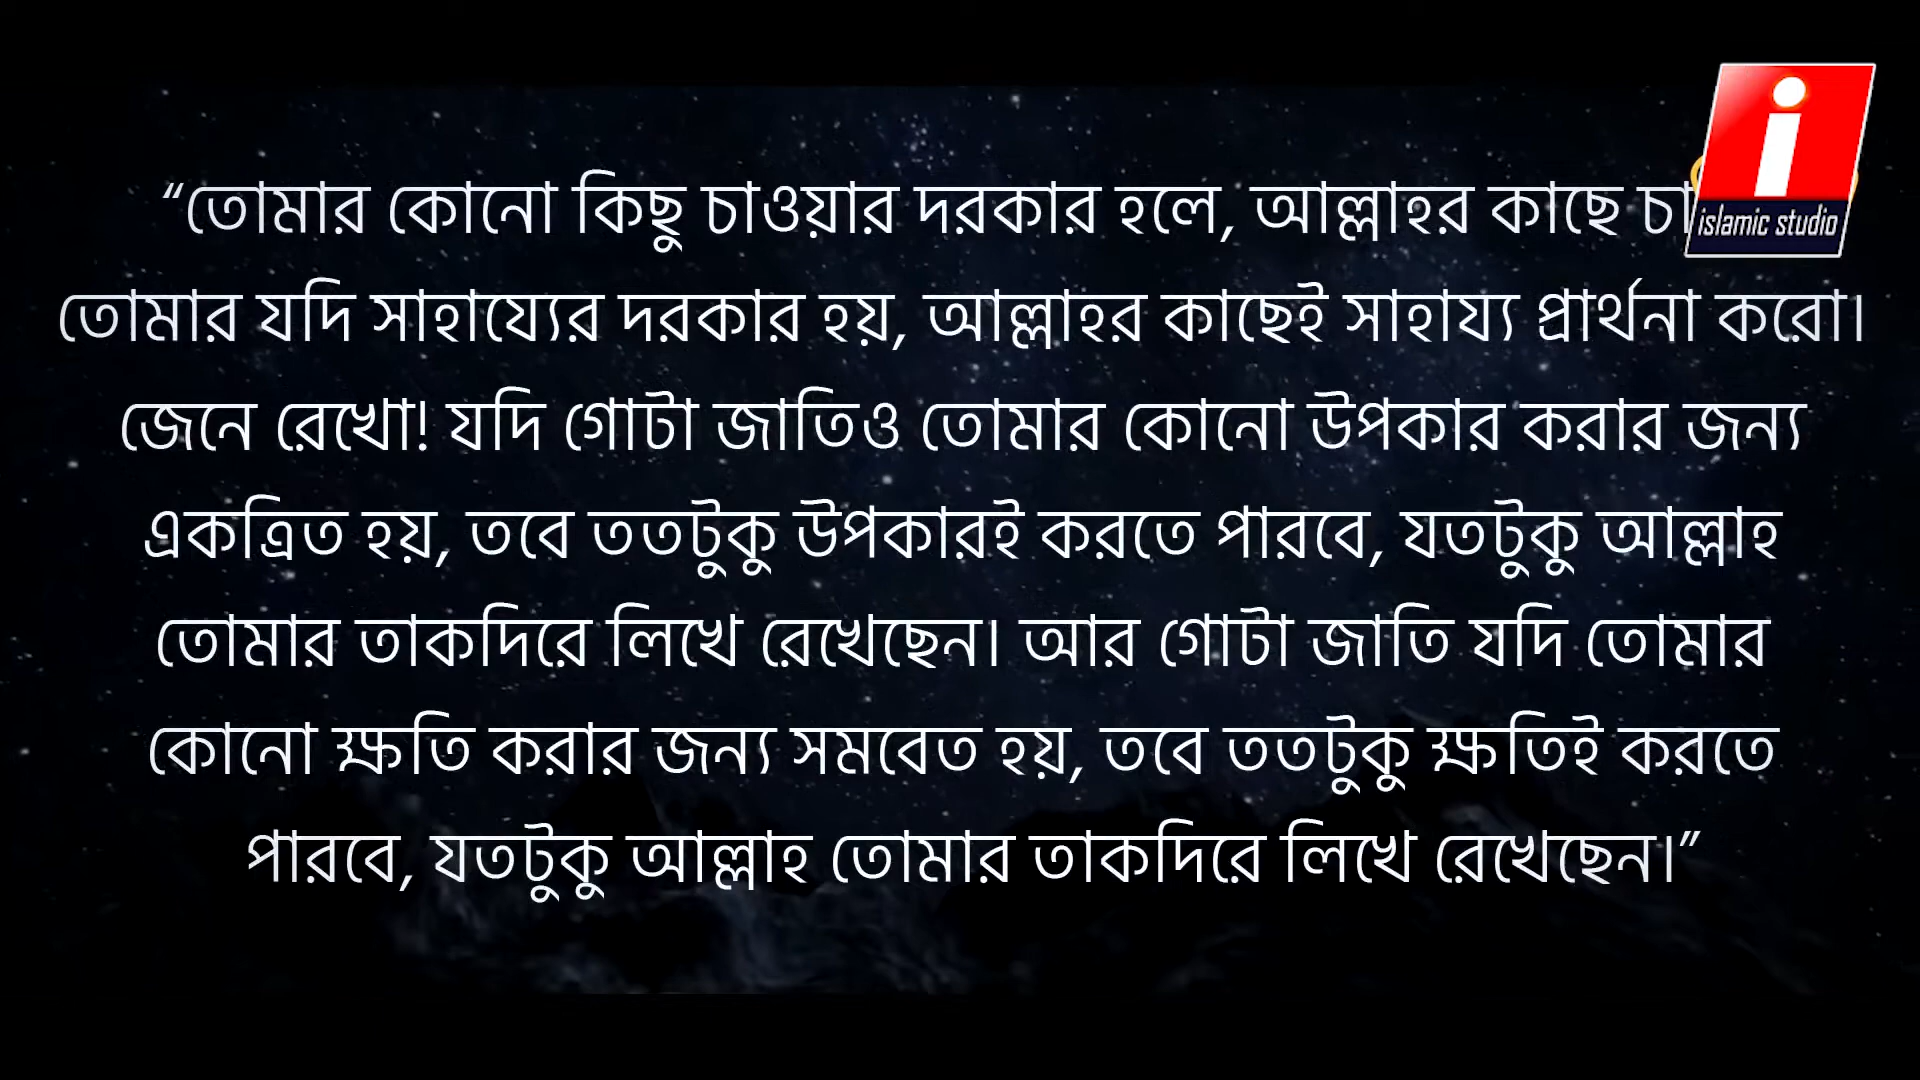 “তোমার কোনো কিছু চাওয়ার দরকার হলে, আল্লাহর কাছে
তোমার যদি সাহায্যের দরকার হয়, আল্লাহর কাছেই সাহায্য প্রার্থনা করো।
জেনে রেখো! যদি গোটা জাতিও তোমার কোনো উপকার করার জন্য
একত্রিত হয়, তবে ততটুকু উপকারই করতে পারবে, যতটুকু আল্লাহ
তোমার তাকদিরে লিখে রেখেছেন। আর গোটা জাতি যদি তোমার
কোনো ক্ষতি করার জন্য সমবেত হয়, তবে ততটুকু ক্ষতিই করতে
পারবে, যতটুকু আল্লাহ তোমার তাকদিরে লিখে রেখেছেন।”
i
islamic studio